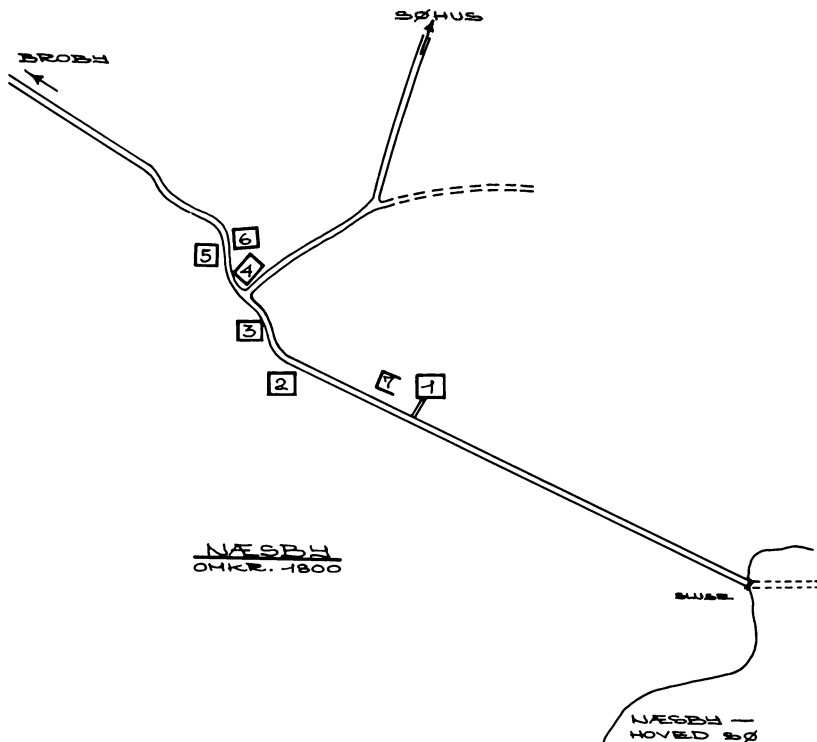 SØHUS
BROBY
6
5
4
3
2
7
1
NÆSBY
OMKR. 1800
SLUSE
NÆSBY —
HOVED SØ